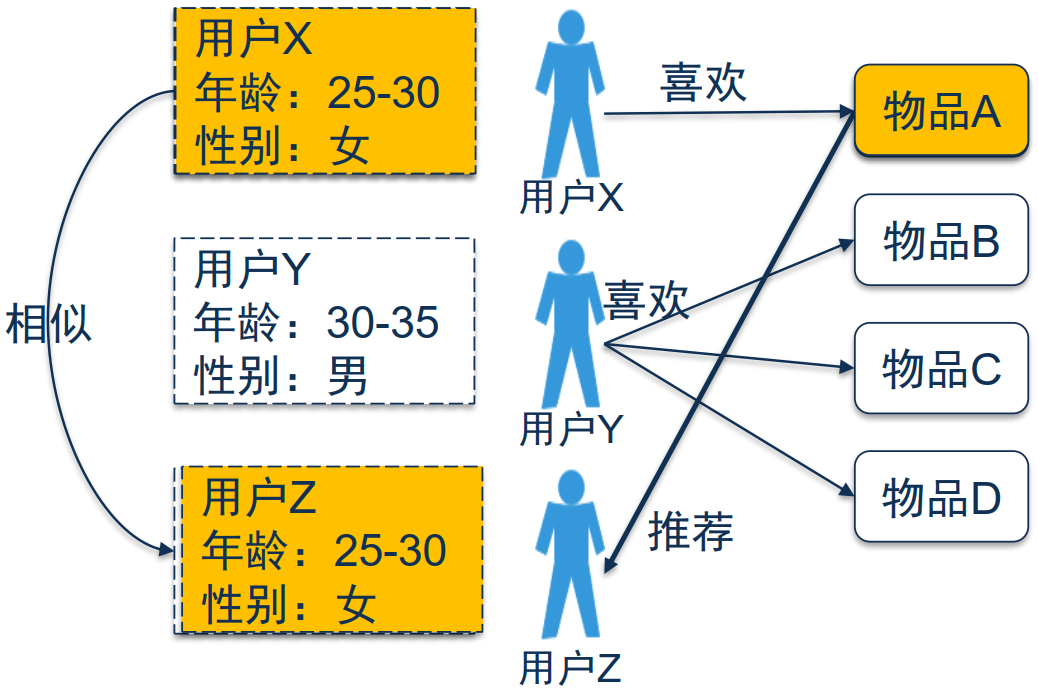 用户X
年龄：25-30
性别：女
用户X
喜欢
物品A
相似
用户Y
年龄：30-35
性别：男
用户Y
喜欢
物品B
物品C
物品D
用户Z
年龄：25-30
性别：女
用户Z
推荐